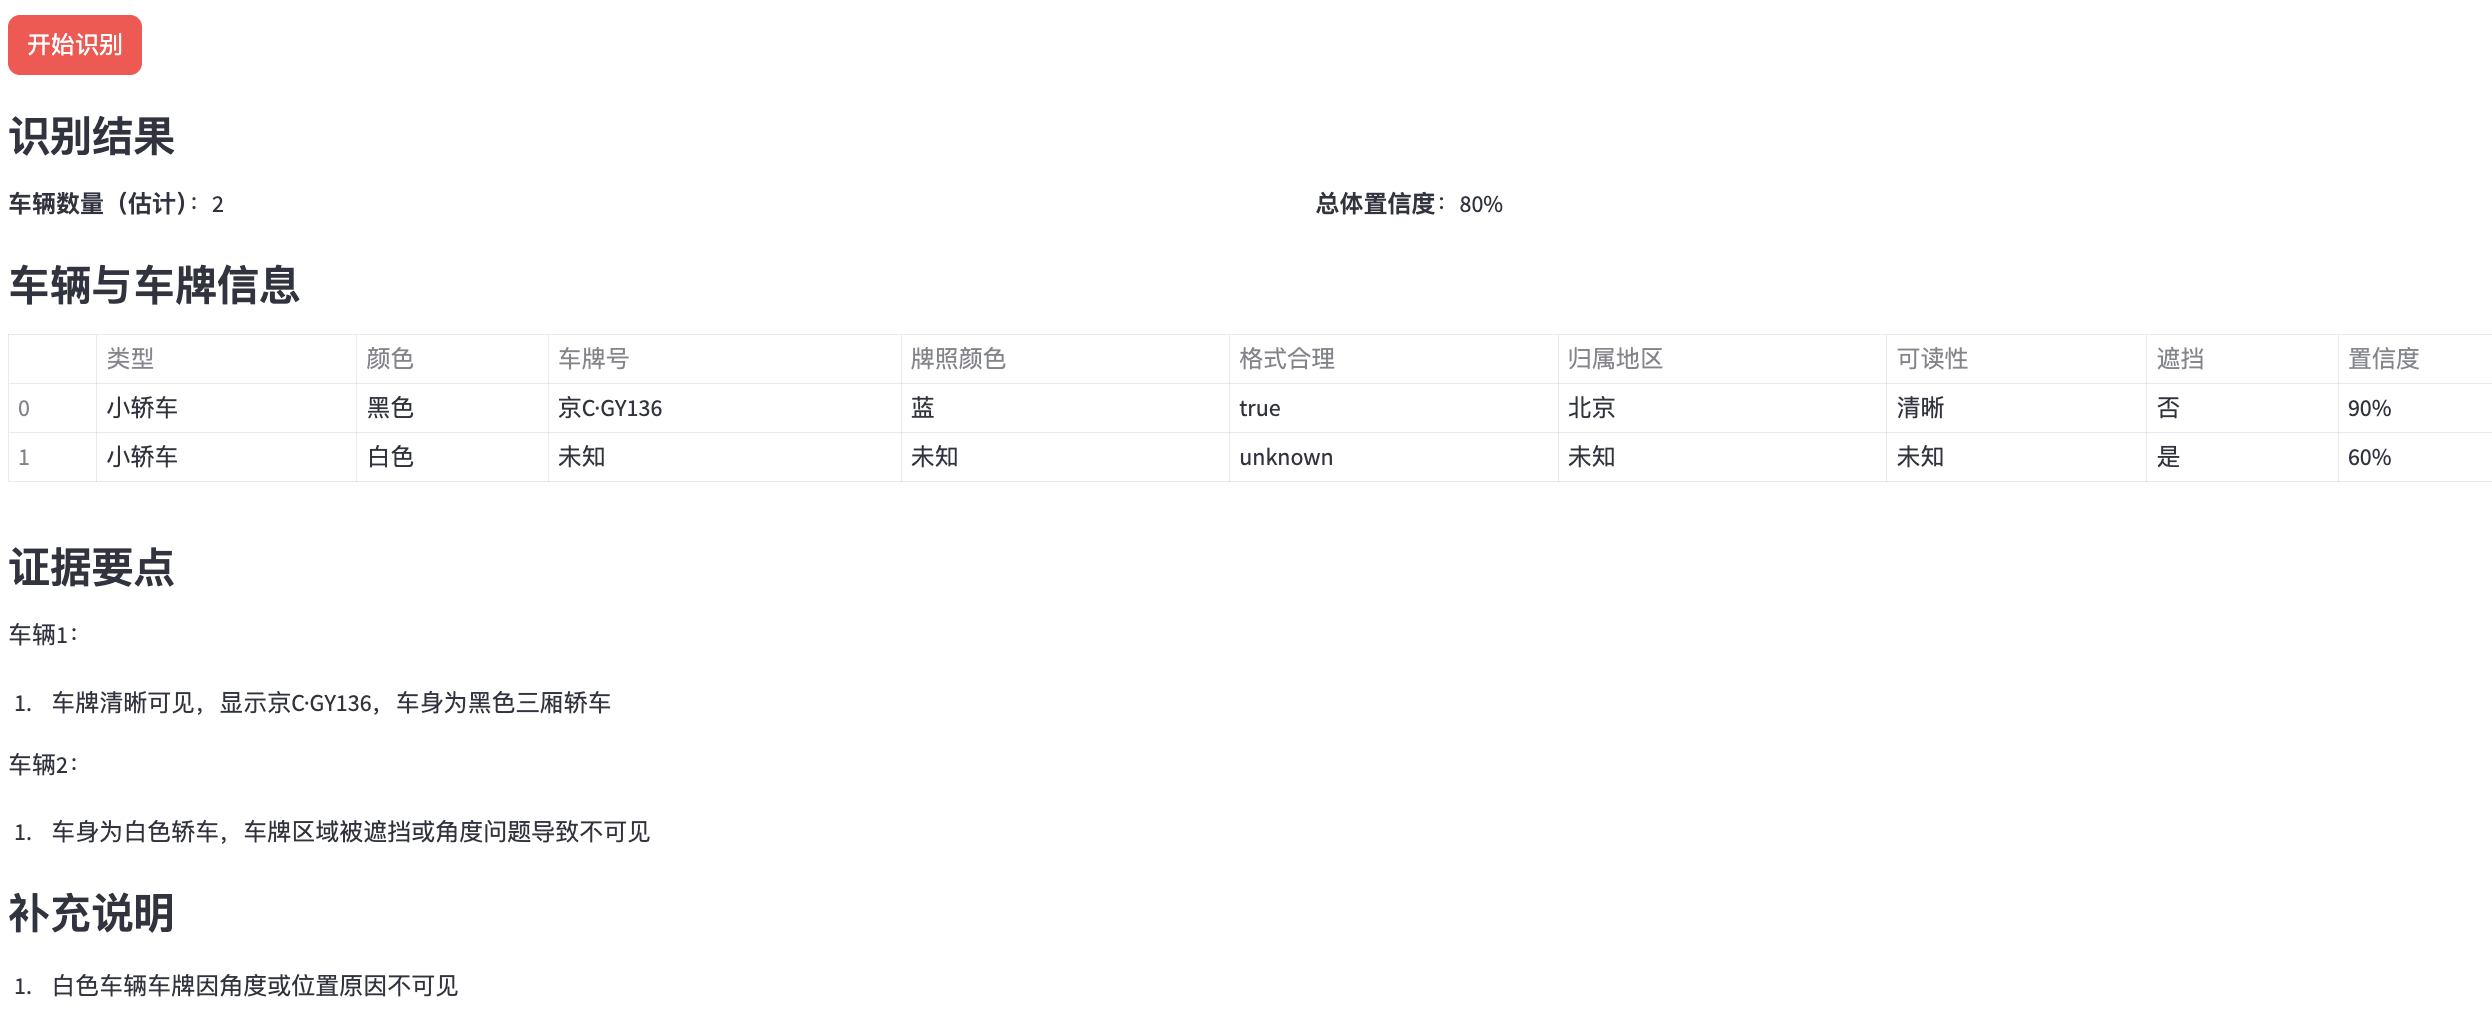 开始识别
识别结果
车辆数量（估计）：2 总体置信度：80%
车辆与车牌信息
类型 颜色 车牌号 牌照颜色 格式合理 归属地区 可读性 遮挡 置信度
0 小轿车 黑色 京C·GY136 蓝 true 北京 清晰 否 90%
1 小轿车 白色 未知 未知 unknown 未知 未知 是 60%
证据要点
车辆1：
1. 车牌清晰可见，显示京C·GY136，车身为黑色三厢轿车
车辆2：
1. 车身为白色轿车，车牌区域被遮挡或角度问题导致不可见
补充说明
1. 白色车辆车牌因角度或位置原因不可见